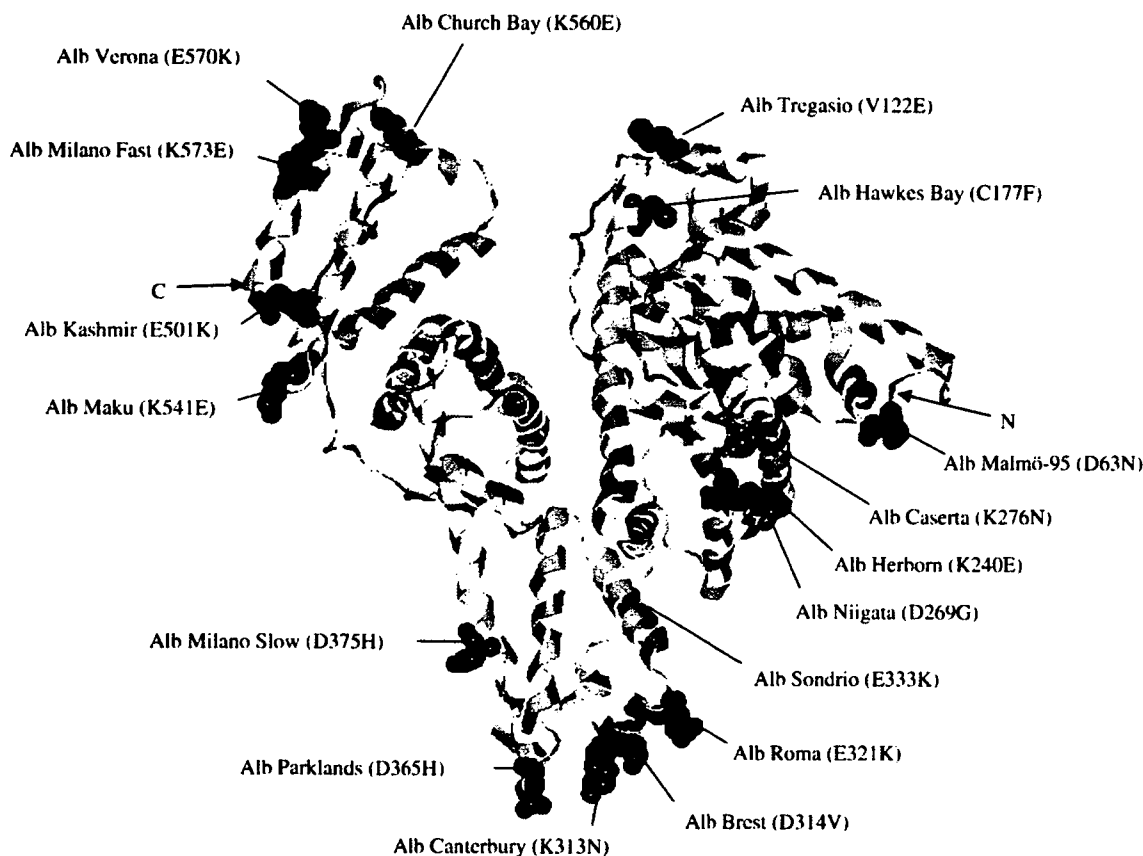 Alb Church Bay (K560E)
Alb Verona (E570K)
Alb Tregasio (V122E)
Alb Milano Fast (K573E)
Alb Hawkes Bay (C177F)
C
Alb Kashmir (E501K)
Alb Maku (K541E)
N
Alb Malmö-95 (D63N)
Alb Caserta (K276N)
Alb Herborn (K240E)
Alb Niigata (D269G)
Alb Milano Slow (D375H)
Alb Sondrio (E333K)
Alb Roma (E321K)
Alb Parklands (D365H)
Alb Brest (D314V)
Alb Canterbury (K313N)